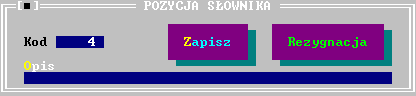 [■] POZYCJA SŁOWNIKA
Kod 4 Zapisz Rezygnacja
Opis